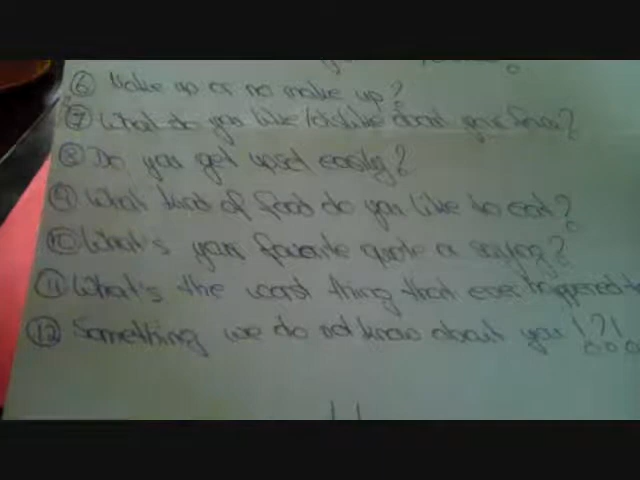 ⑥ Make up or no make up?
⑦ What do you like/dislike about your
⑧ Do you get upset easily?
⑨ What kind of food do you like to eat?
⑩ What's your favorite quote or saying?
⑪ What's the worst thing that ever happened to
⑫ Something we do not know about you!?!